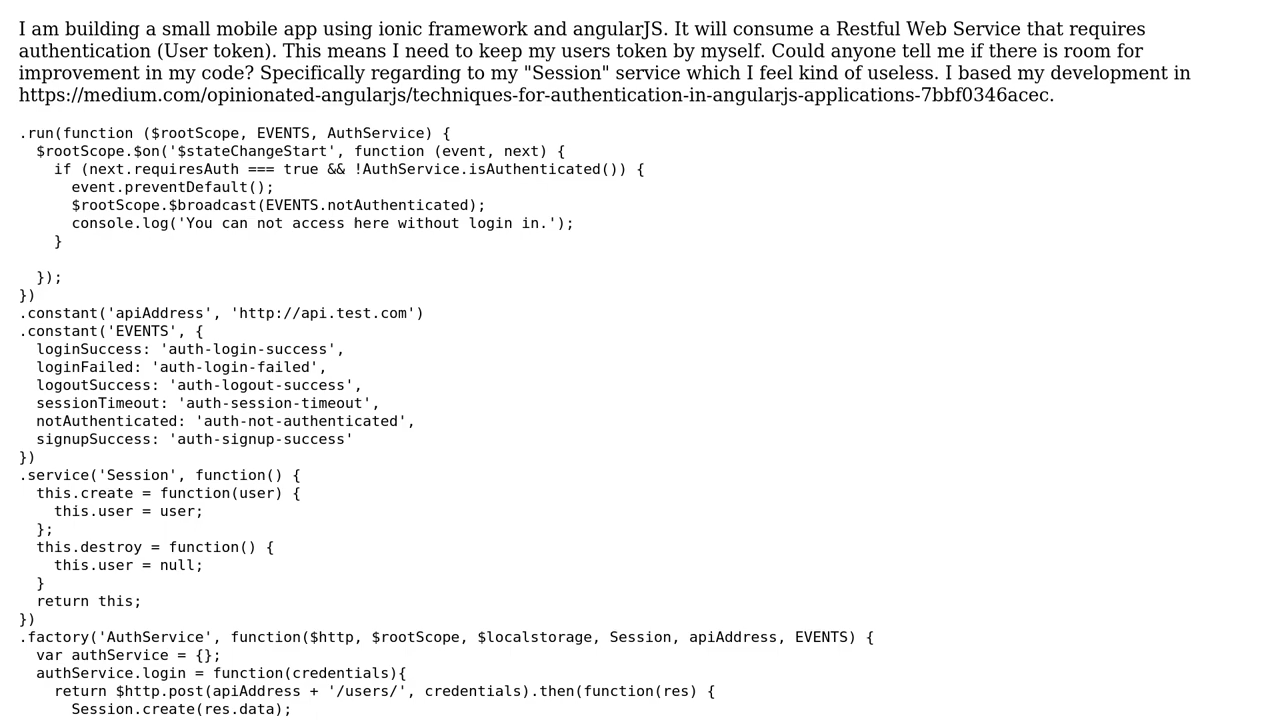 I am building a small mobile app using ionic framework and angularJS. It will consume a Restful Web Service that requires
authentication (User token). This means I need to keep my users token by myself. Could anyone tell me if there is room for
improvement in my code? Specifically regarding to my "Session" service which I feel kind of useless. I based my development in
https://medium.com/opinionated-angularjs/techniques-for-authentication-in-angularjs-applications-7bbf0346acec.
.run(function ($rootScope, EVENTS, AuthService) {
  $rootScope.$on('$stateChangeStart', function (event, next) {
    if (next.requiresAuth === true && !AuthService.isAuthenticated()) {
      event.preventDefault();
      $rootScope.$broadcast(EVENTS.notAuthenticated);
      console.log('You can not access here without login in.');
    }
  });
})
.constant('apiAddress', 'http://api.test.com')
.constant('EVENTS', {
  loginSuccess: 'auth-login-success',
  loginFailed: 'auth-login-failed',
  logoutSuccess: 'auth-logout-success',
  sessionTimeout: 'auth-session-timeout',
  notAuthenticated: 'auth-not-authenticated',
  signupSuccess: 'auth-signup-success'
})
.service('Session', function() {
  this.create = function(user) {
    this.user = user;
  };
  this.destroy = function() {
    this.user = null;
  }
  return this;
})
.factory('AuthService', function($http, $rootScope, $localstorage, Session, apiAddress, EVENTS) {
  var authService = {};
  authService.login = function(credentials){
    return $http.post(apiAddress + '/users/', credentials).then(function(res) {
      Session.create(res.data);